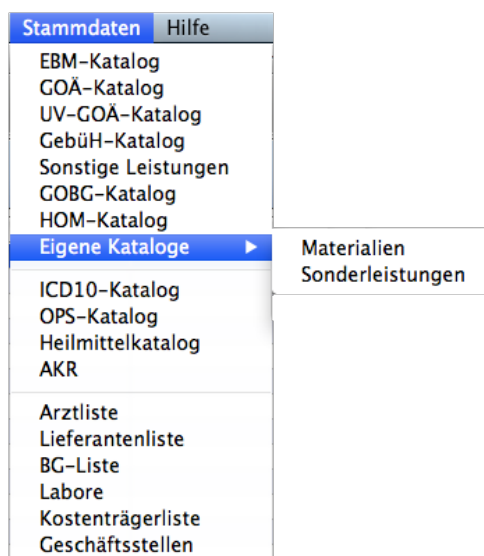 Stammdaten Hilfe
EBM-Katalog
GOÄ-Katalog
UV-GOÄ-Katalog
GebüH-Katalog
Sonstige Leistungen
GOBG-Katalog
HOM-Katalog
Eigene Kataloge
Materialien
Sonderleistungen
ICD10-Katalog
OPS-Katalog
Heilmittelkatalog
AKR
Arztliste
Lieferantenliste
BG-Liste
Labore
Kostenträgerliste
Geschäftsstellen